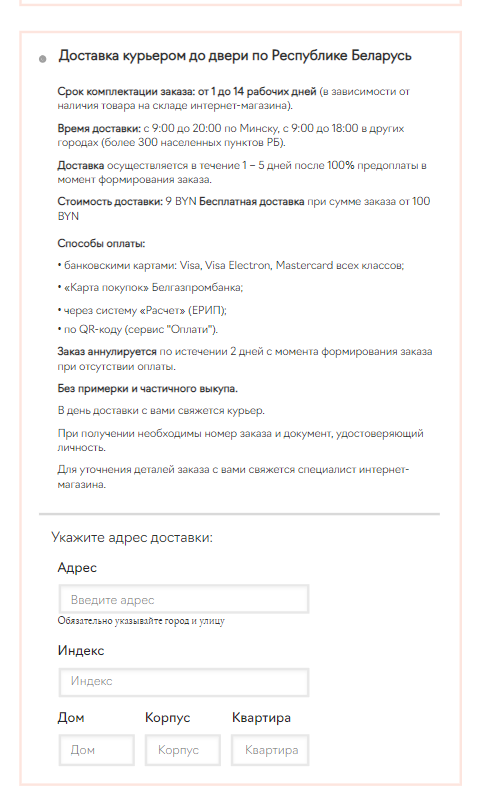 Доставка курьером до двери по Республике Беларусь
Срок комплектации заказа: от 1 до 14 рабочих дней (в зависимости от
наличия товара на складе интернет-магазина).
Время доставки: с 9:00 до 20:00 по Минску, с 9:00 до 18:00 в других
городах (более 300 населенных пунктов РБ).
Доставка осуществляется в течение 1 – 5 дней после 100% предоплаты в
момент формирования заказа.
Стоимость доставки: 9 BYN Бесплатная доставка при сумме заказа от 100
BYN
Способы оплаты:
• банковскими картами: Visa, Visa Electron, Mastercard всех классов;
• «Карта покупок» Белгазпромбанка;
• через систему «Расчет» (ЕРИП);
• по QR-коду (сервис "Оплати").
Заказ аннулируется по истечении 2 дней с момента формирования заказа
при отсутствии оплаты.
Без примерки и частичного выкупа.
В день доставки с вами свяжется курьер.
При получении необходимы номер заказа и документ, удостоверяющий
личность.
Для уточнения деталей заказа с вами свяжется специалист интернет-
магазина.
Укажите адрес доставки:
Адрес
Введите адрес
Обязательно указывайте город и улицу
Индекс
Индекс
Дом Корпус Квартира
Дом Корпус Квартира